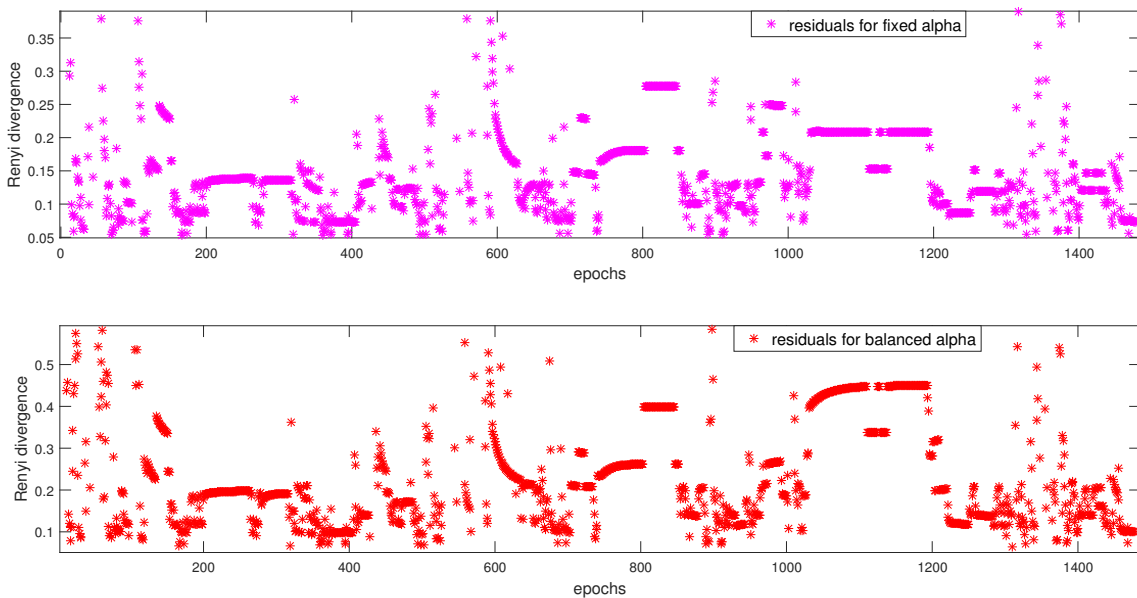 residuals for fixed alpha
Renyi divergence
0.35
0.3
0.25
0.2
0.15
0.1
0.05
0 200 400 600 800 1000 1200 1400
epochs
residuals for balanced alpha
Renyi divergence
0.5
0.4
0.3
0.2
0.1
200 400 600 800 1000 1200 1400
epochs